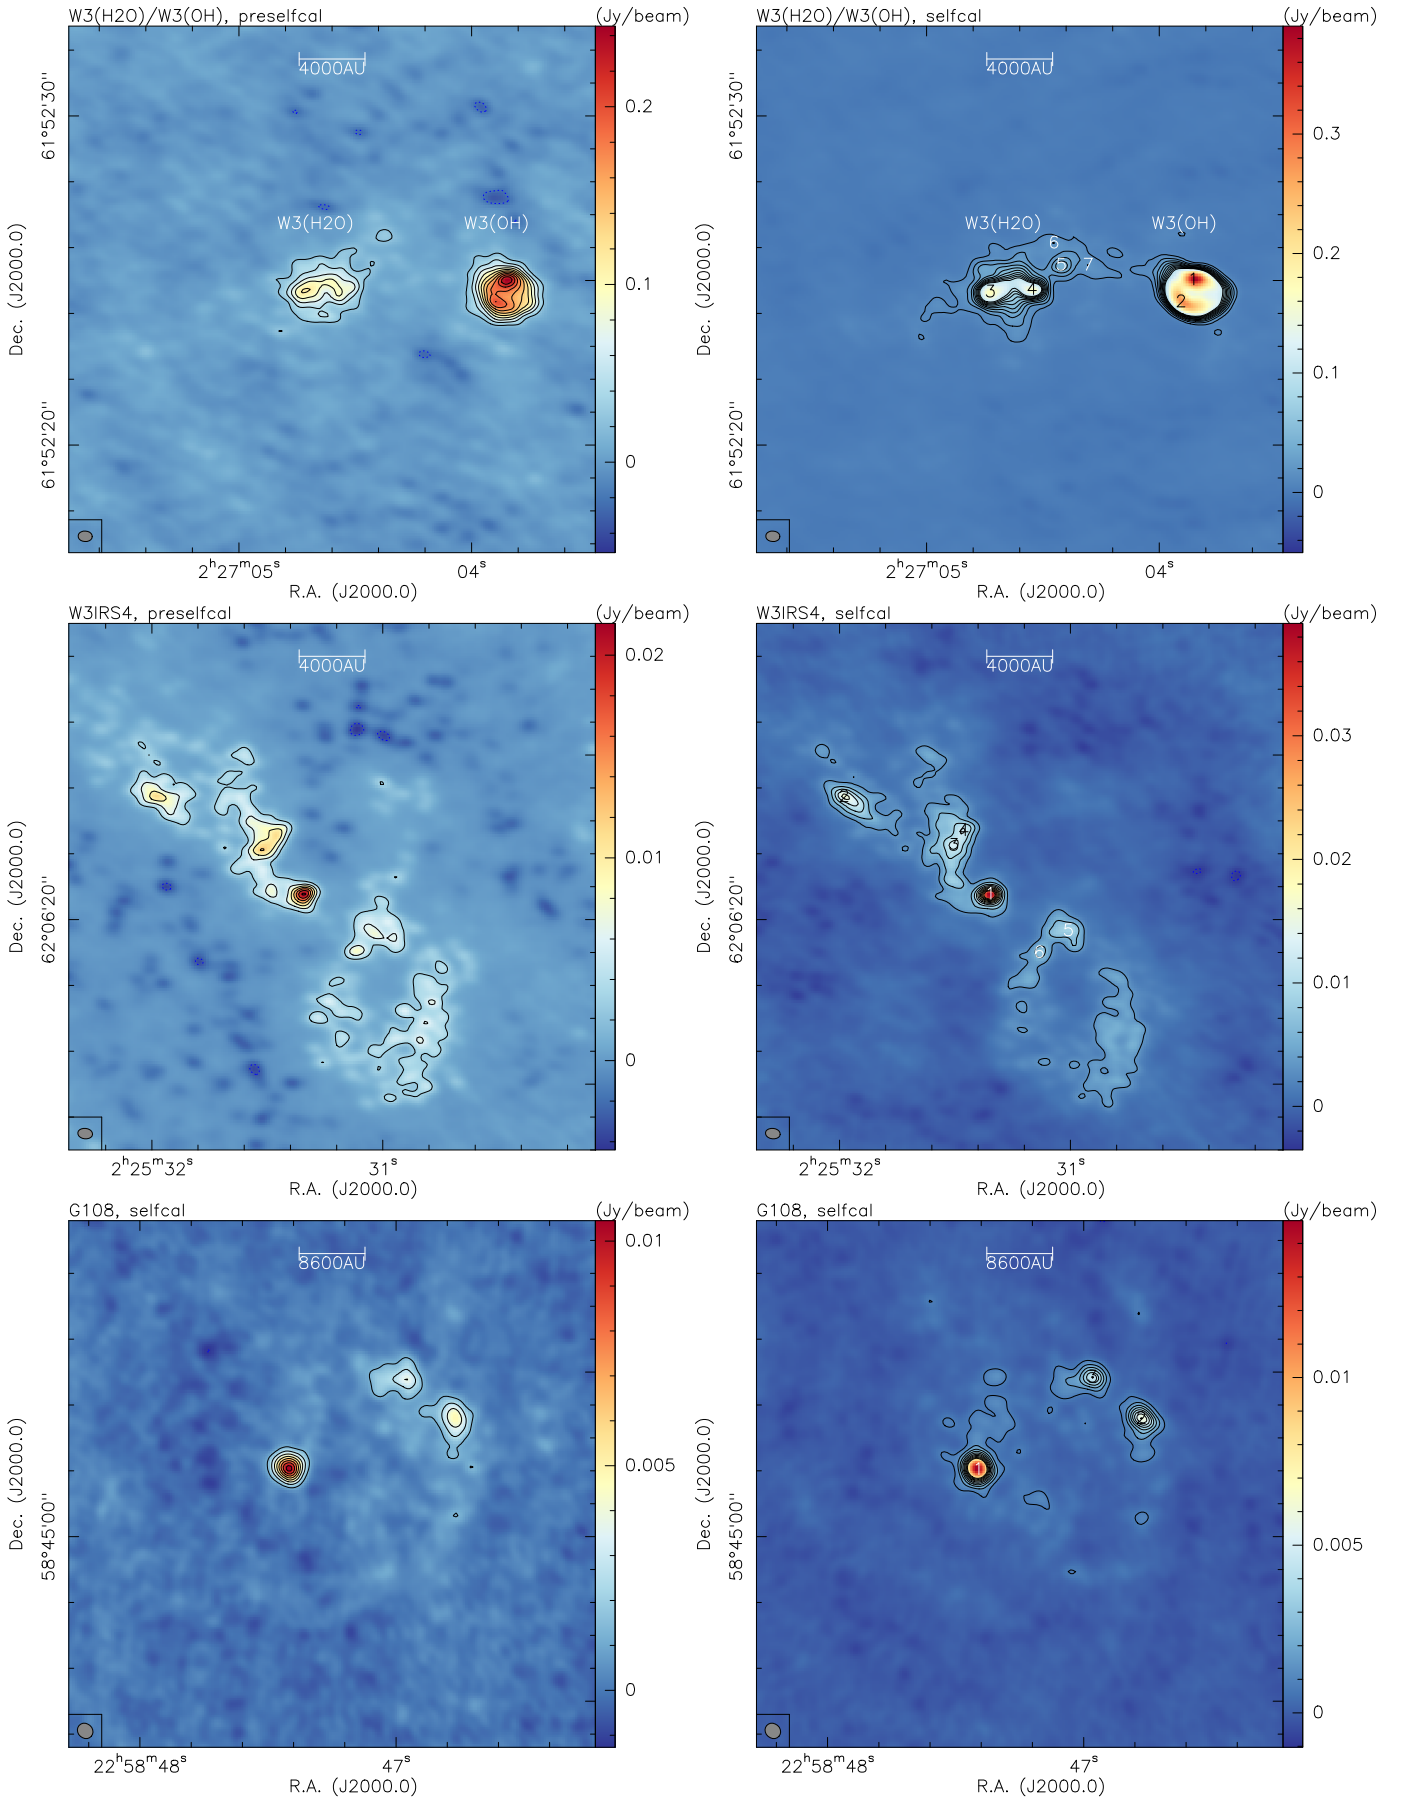 W3(H2O)/W3(OH), preselfcal
(Jy/beam)
4000AU
W3(H2O)
W3(OH)
0.2
0.1
0
61°52'30''
61°52'20''
Dec. (J2000.0)
2ʰ27ᵐ05ˢ
04ˢ
R.A. (J2000.0)
W3(H2O)/W3(OH), selfcal
(Jy/beam)
4000AU
W3(H2O)
W3(OH)
6
5
7
3
4
1
2
0.3
0.2
0.1
0
61°52'30''
61°52'20''
Dec. (J2000.0)
2ʰ27ᵐ05ˢ
04ˢ
R.A. (J2000.0)
W3IRS4, preselfcal
(Jy/beam)
4000AU
0.02
0.01
0
62°06'20''
Dec. (J2000.0)
2ʰ25ᵐ32ˢ
31ˢ
R.A. (J2000.0)
W3IRS4, selfcal
(Jy/beam)
4000AU
2
4
3
1
5
6
0.03
0.02
0.01
0
62°06'20''
Dec. (J2000.0)
2ʰ25ᵐ32ˢ
31ˢ
R.A. (J2000.0)
G108, selfcal
(Jy/beam)
8600AU
0.01
0.005
0
58°45'00''
Dec. (J2000.0)
22ʰ58ᵐ48ˢ
47ˢ
R.A. (J2000.0)
G108, selfcal
(Jy/beam)
8600AU
2
1
0.01
0.005
0
58°45'00''
Dec. (J2000.0)
22ʰ58ᵐ48ˢ
47ˢ
R.A. (J2000.0)